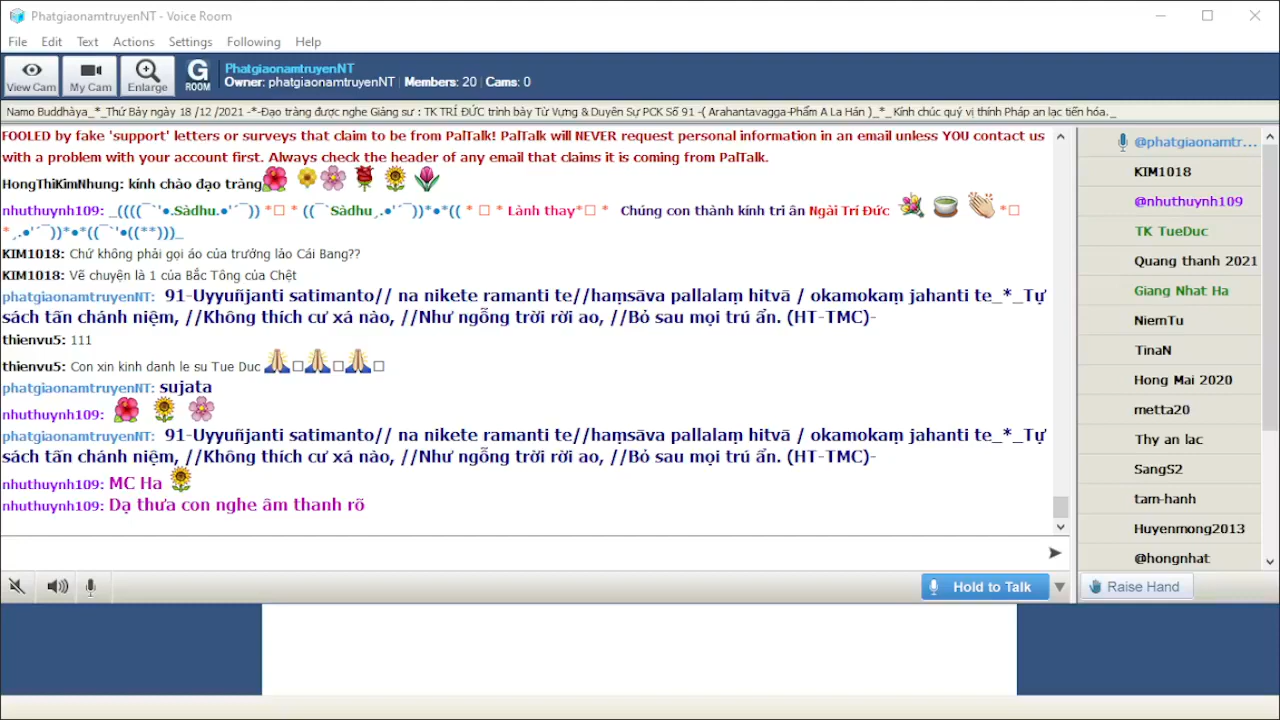 PhatgiaonamtruyenNT - Voice Room
File Edit Text Actions Settings Following Help
View Cam My Cam Enlarge G ROOM
PhatgiaonamtruyenNT
Owner: phatgiaonamtruyenNT Members: 20 Cams: 0
Namo Buddhàya_*_Thứ Bảy ngày 18 /12 /2021 -*-Đạo tràng được nghe Giảng sư : TK TRÍ ĐỨC trình bày Từ Vựng & Duyên Sự PCK Số 91 -( Arahantavagga-Phẩm A La Hán )_*_Kính chúc quý vị thính Pháp an lạc tiến hóa._
FOOLED by fake 'support' letters or surveys that claim to be from PalTalk! PalTalk will NEVER request personal information in an email unless YOU contact us
with a problem with your account first. Always check the header of any email that claims it is coming from PalTalk.
HongThiKimNhung: kính chào đạo tràng
nhuthuynh109: _((((¯`'●.Sàdhu.●'´¯)) *□ * ((¯`Sàdhu¸.●'´¯))*●*(( * □ * Lành thay*□ * Chúng con thành kính tri ân Ngài Trí Đức *□
*¸.●'´¯))*●*((¯`'●((**)))_
KIM1018: Chứ không phải gọi áo của trưởng lảo Cái Bang??
KIM1018: Vẽ chuyện là 1 của Bắc Tông của Chệt
phatgiaonamtruyenNT: 91-Uyyuñjanti satimanto// na nikete ramanti te//haṃsāva pallalaṃ hitvā / okamokaṃ jahanti te_*_Tự
sách tấn chánh niệm, //Không thích cư xá nào, //Như ngỗng trời rời ao, //Bỏ sau mọi trú ẩn. (HT-TMC)-
thienvu5: 111
thienvu5: Con xin kinh danh le su Tue Duc □□□
phatgiaonamtruyenNT: sujata
nhuthuynh109:
phatgiaonamtruyenNT: 91-Uyyuñjanti satimanto// na nikete ramanti te//haṃsāva pallalaṃ hitvā / okamokaṃ jahanti te_*_Tự
sách tấn chánh niệm, //Không thích cư xá nào, //Như ngỗng trời rời ao, //Bỏ sau mọi trú ẩn. (HT-TMC)-
nhuthuynh109: MC Ha
nhuthuynh109: Dạ thưa con nghe âm thanh rõ
@phatgiaonamtr...
KIM1018
@nhuthuynh109
TK TueDuc
Quang thanh 2021
Giang Nhat Ha
NiemTu
TinaN
Hong Mai 2020
metta20
Thy an lac
SangS2
tam-hanh
Huyenmong2013
@hongnhat
Hold to Talk
Raise Hand